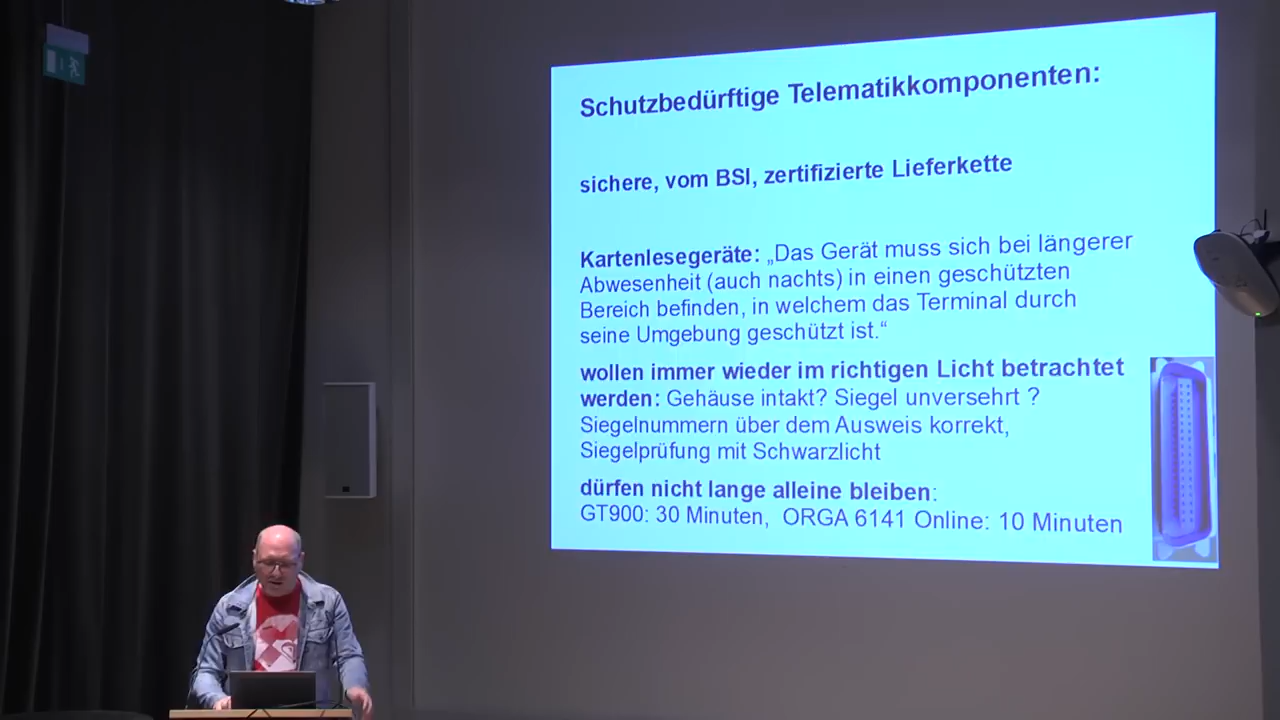 Schutzbedürftige Telematikkomponenten:
sichere, vom BSI, zertifizierte Lieferkette
Kartenlesegeräte: „Das Gerät muss sich bei längerer
Abwesenheit (auch nachts) in einen geschützten
Bereich befinden, in welchem das Terminal durch
seine Umgebung geschützt ist.“
wollen immer wieder im richtigen Licht betrachtet
werden: Gehäuse intakt? Siegel unversehrt ?
Siegelnummern über dem Ausweis korrekt,
Siegelprüfung mit Schwarzlicht
dürfen nicht lange alleine bleiben:
GT900: 30 Minuten, ORGA 6141 Online: 10 Minuten